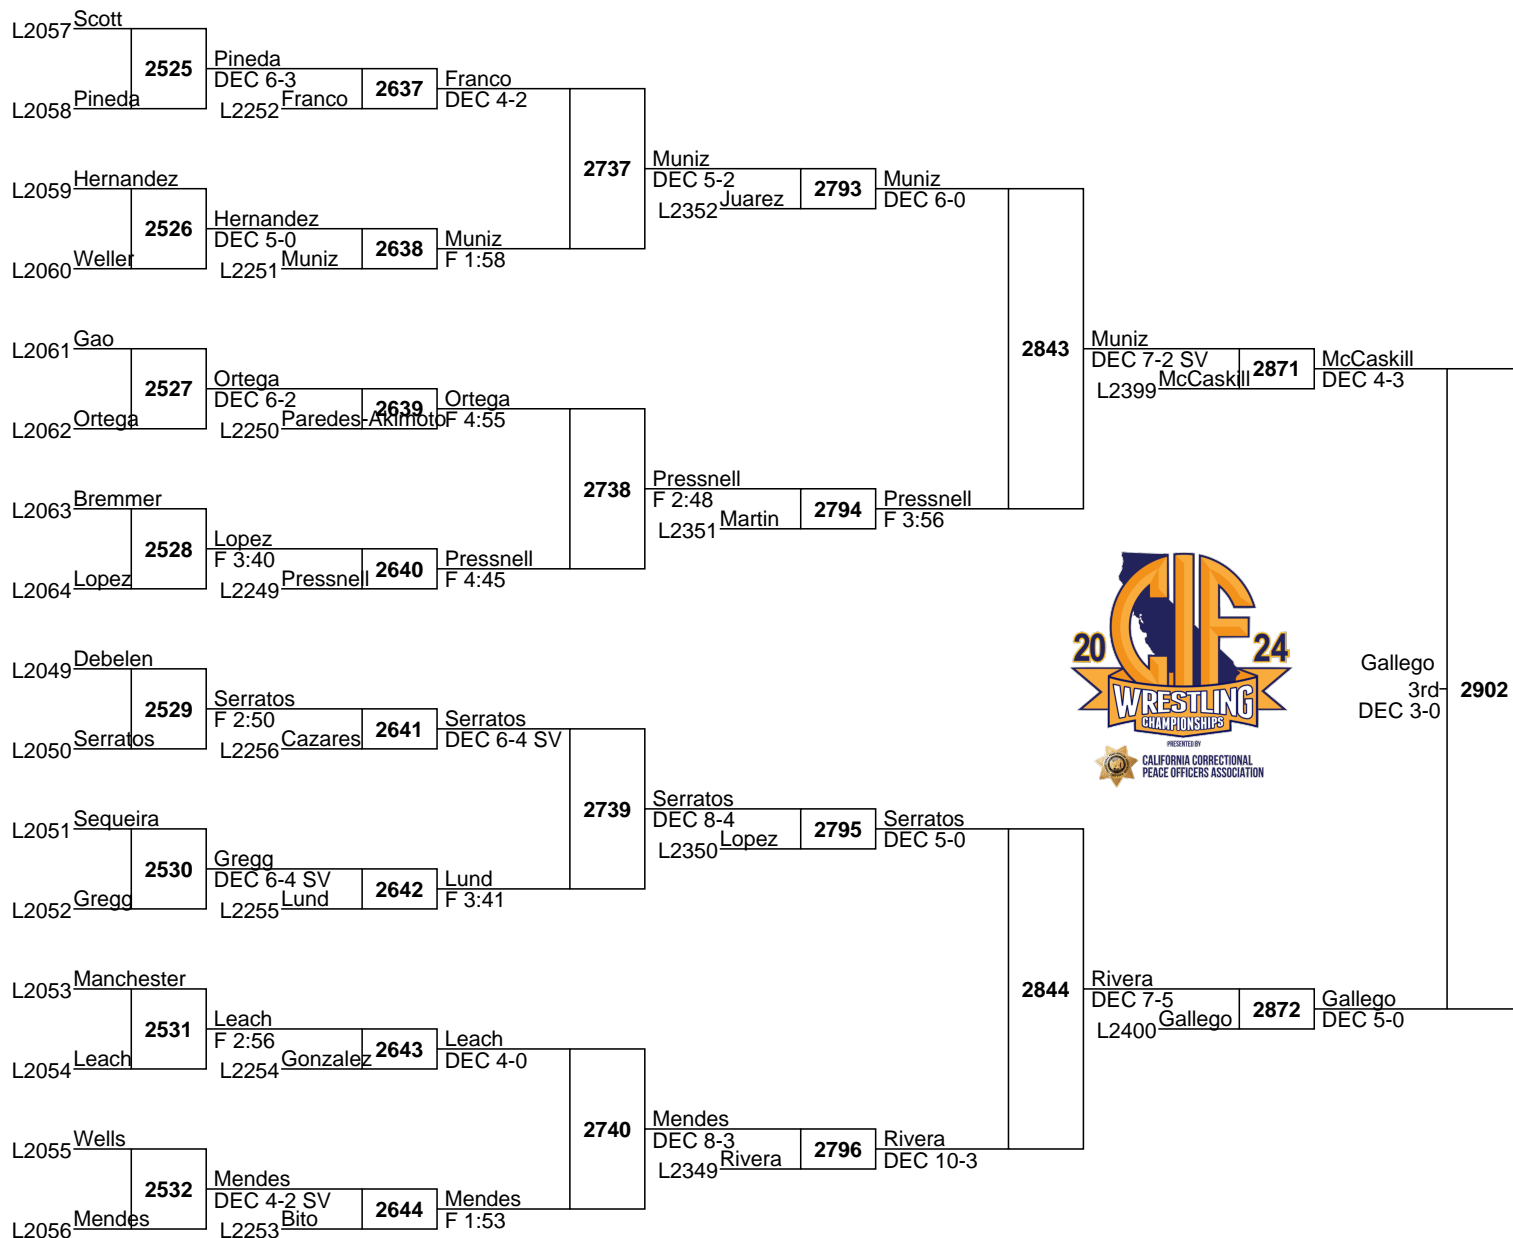 Scott
L2057
2525
Pineda
DEC 6-3
2637
Franco
DEC 4-2
L2058 Pineda
L2252 Franco
2737
Muniz
DEC 5-2
2793
Muniz
DEC 6-0
L2352 Juarez
L2059 Hernandez
2526
Hernandez
DEC 5-0
2638
Muniz
F 1:58
L2060 Weller
L2251 Muniz
2843
Muniz
DEC 7-2 SV
2871
McCaskill
DEC 4-3
L2399 McCaskill
L2061 Gao
2527
Ortega
DEC 6-2
2639
Ortega
F 4:55
L2062 Ortega
L2250 Paredes-Akimoto
2738
Pressnell
F 2:48
2794
Pressnell
F 3:56
L2351 Martin
L2063 Bremmer
2528
Lopez
F 3:40
2640
Pressnell
F 4:45
L2064 Lopez
L2249 Pressnell
20 CIF 24
WRESTLING
CHAMPIONSHIPS
PRESENTED BY
CALIFORNIA CORRECTIONAL
PEACE OFFICERS ASSOCIATION
Gallego
3rd
DEC 3-0
2902
L2049 Debelen
2529
Serratos
F 2:50
2641
Serratos
DEC 6-4 SV
L2050 Serratos
L2256 Cazares
2739
Serratos
DEC 8-4
2795
Serratos
DEC 5-0
L2350 Lopez
L2051 Sequeira
2530
Gregg
DEC 6-4 SV
2642
Lund
F 3:41
L2052 Gregg
L2255 Lund
2844
Rivera
DEC 7-5
2872
Gallego
DEC 5-0
L2400 Gallego
L2053 Manchester
2531
Leach
F 2:56
2643
Leach
DEC 4-0
L2054 Leach
L2254 Gonzalez
2740
Mendes
DEC 8-3
2796
Rivera
DEC 10-3
L2349 Rivera
L2055 Wells
2532
Mendes
DEC 4-2 SV
2644
Mendes
F 1:53
L2056 Mendes
L2253 Bito